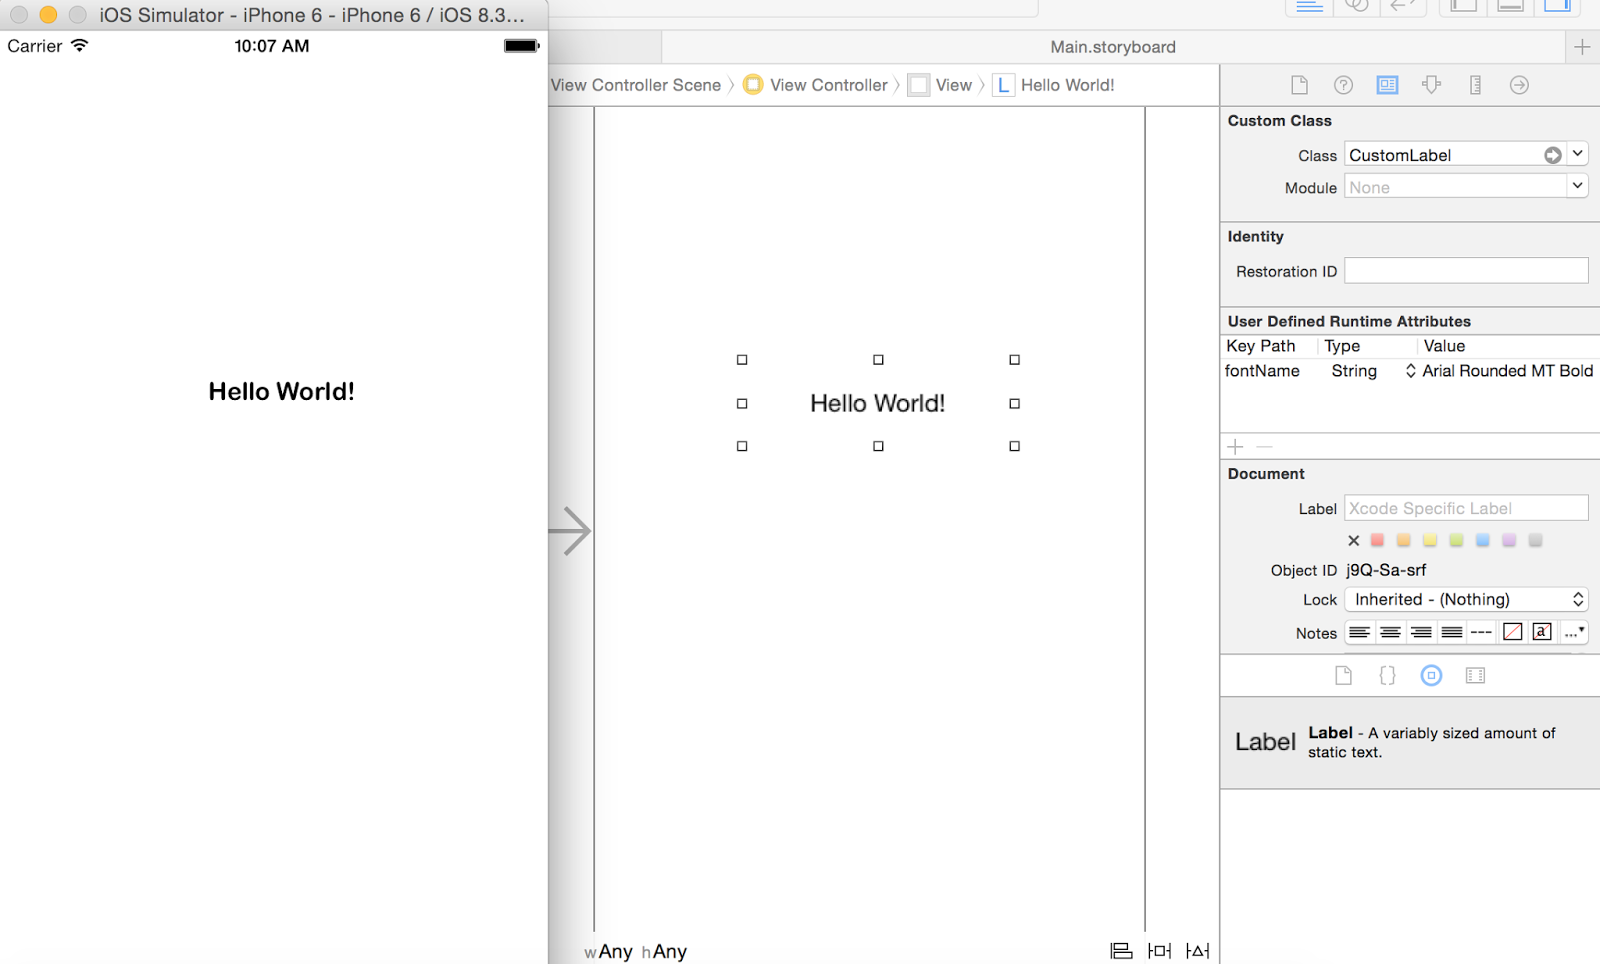 iOS Simulator - iPhone 6 - iPhone 6 / iOS 8.3...
Carrier
10:07 AM
Hello World!
Main.storyboard
View Controller Scene
View Controller
View
L
Hello World!
Hello World!
wAny hAny
Custom Class
Class CustomLabel
Module None
Identity
Restoration ID
User Defined Runtime Attributes
Key Path Type Value
fontName String Arial Rounded MT Bold
Document
Label Xcode Specific Label
Object ID j9Q-Sa-srf
Lock Inherited - (Nothing)
Notes a ...
Label
Label - A variably sized amount of
static text.